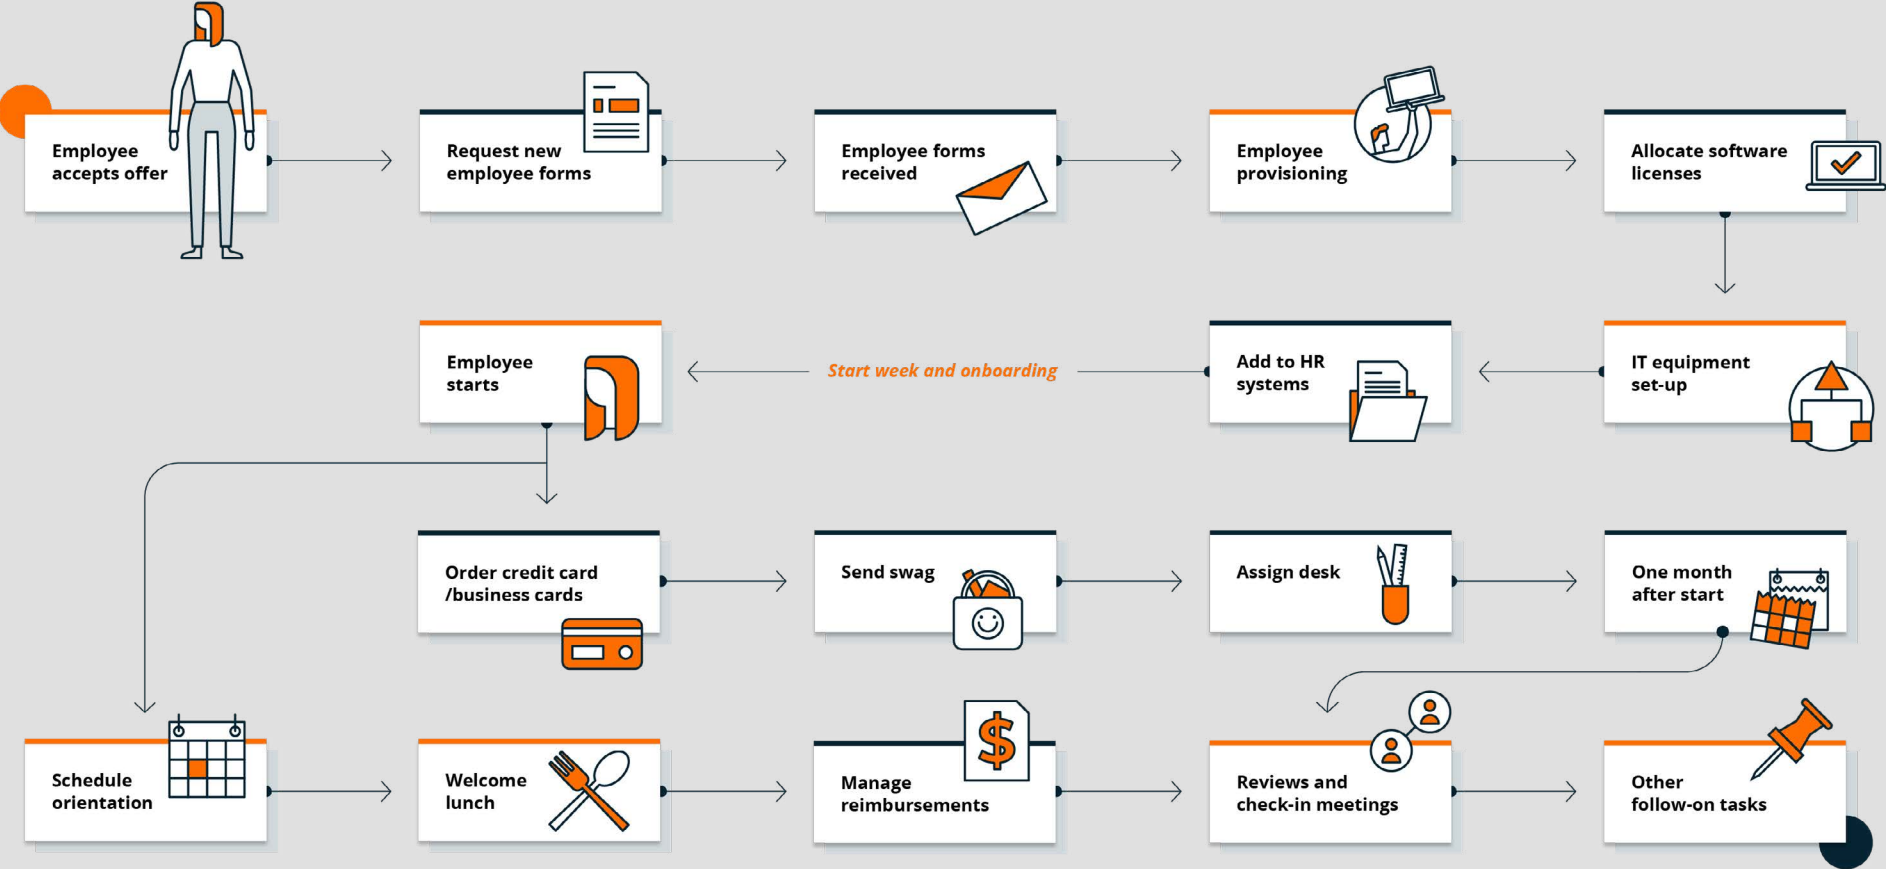 Employee
accepts offer
Request new
employee forms
Employee forms
received
Employee
provisioning
Allocate software
licenses
IT equipment
set-up
Add to HR
systems
Start week and onboarding
Employee
starts
Order credit card
/business cards
Send swag
Assign desk
One month
after start
Schedule
orientation
Welcome
lunch
Manage
reimbursements
Reviews and
check-in meetings
Other
follow-on tasks